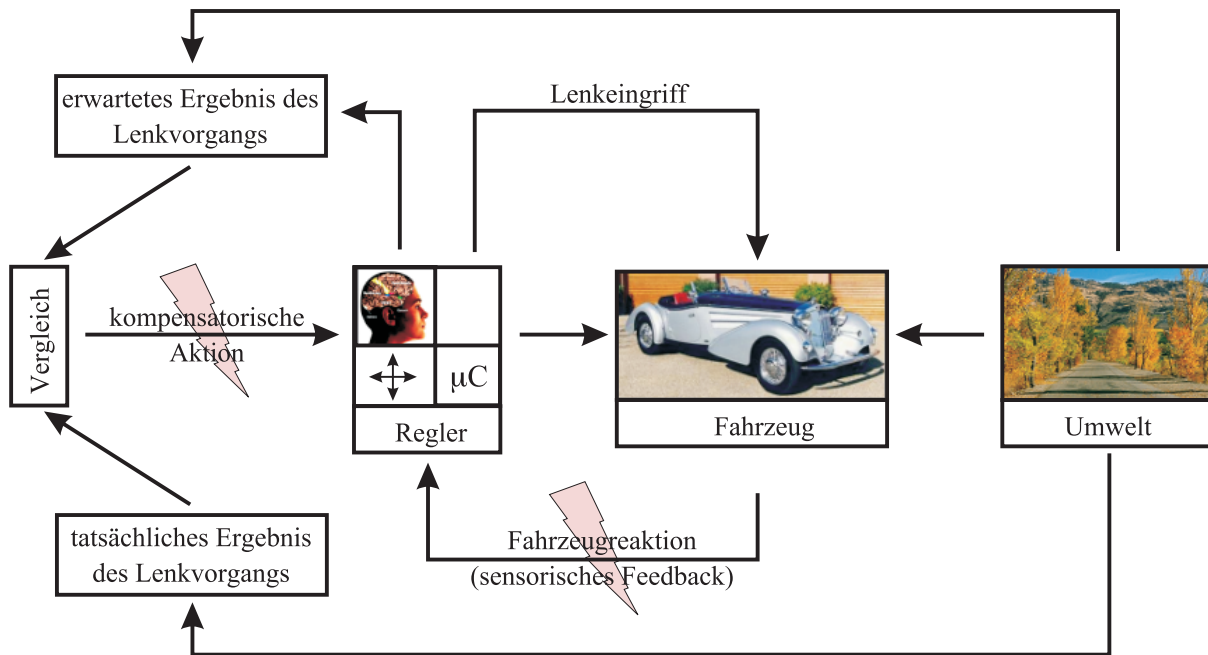 erwartetes Ergebnis des
Lenkvorgangs
Lenkeingriff
Vergleich
kompensatorische
Aktion
µC
Regler
Fahrzeug
Umwelt
tatsächliches Ergebnis
des Lenkvorgangs
Fahrzeugreaktion
(sensorisches Feedback)